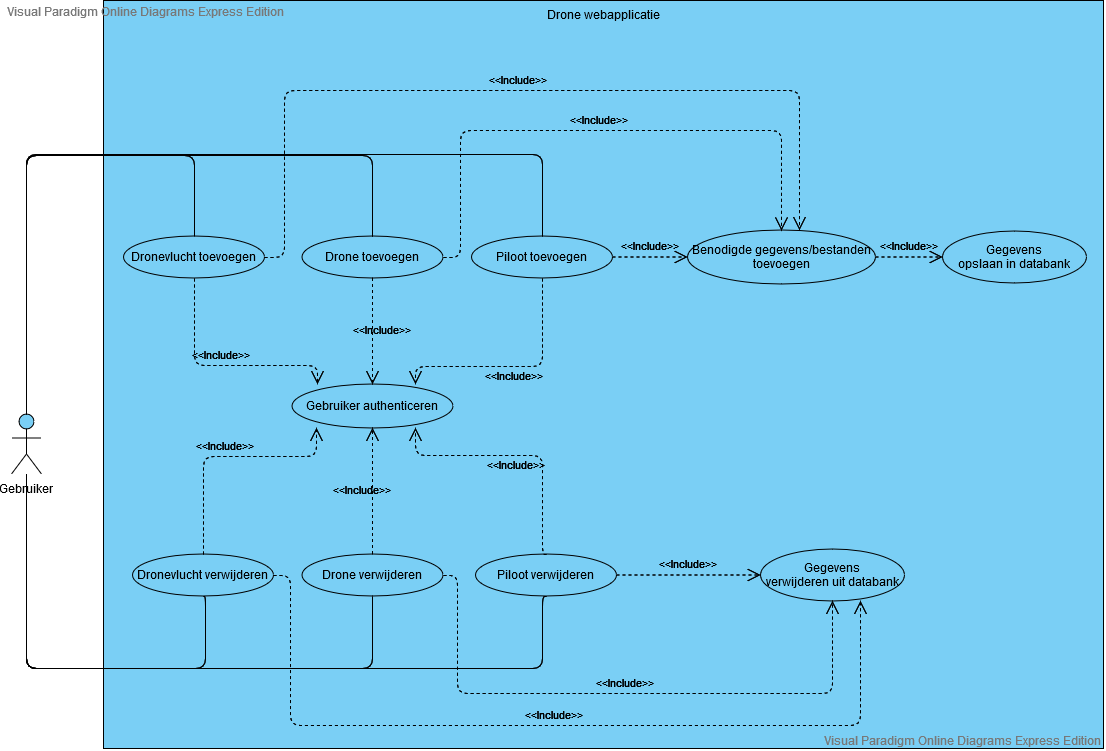 Visual Paradigm Online Diagrams Express Edition
Drone webapplicatie
<<Include>>
<<Include>>
Dronevlucht toevoegen
Drone toevoegen
Piloot toevoegen
<<Include>>
Benodigde gegevens/bestanden
toevoegen
<<Include>>
Gegevens
opslaan in databank
<<Include>>
<<Include>>
<<Include>>
Gebruiker authenticeren
Gebruiker
<<Include>>
<<Include>>
<<Include>>
Dronevlucht verwijderen
Drone verwijderen
Piloot verwijderen
<<Include>>
Gegevens
verwijderen uit databank
<<Include>>
<<Include>>
Visual Paradigm Online Diagrams Express Edition